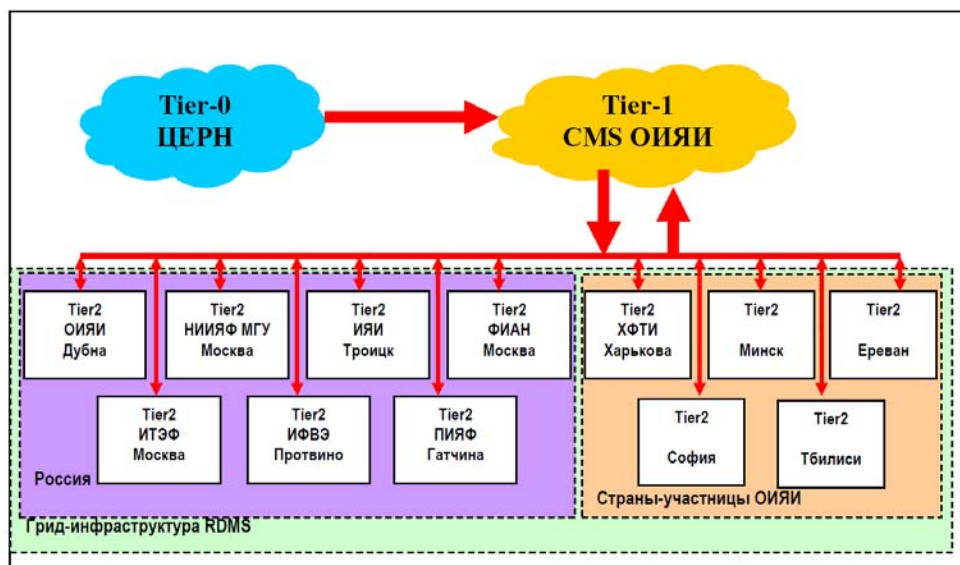 Tier-0
ЦЕРН
Tier-1
CMS ОИЯИ
Tier2
ОИЯИ
Дубна
Tier2
НИИЯФ МГУ
Москва
Tier2
ИЯИ
Троицк
Tier2
ФИАН
Москва
Tier2
ХФТИ
Харькова
Tier2
Минск
Tier2
Ереван
Tier2
ИТЭФ
Москва
Tier2
ИФВЭ
Протвино
Tier2
ПИЯФ
Гатчина
Tier2
София
Tier2
Тбилиси
Россия
Страны-участницы ОИЯИ
Грид-инфраструктура RDMS